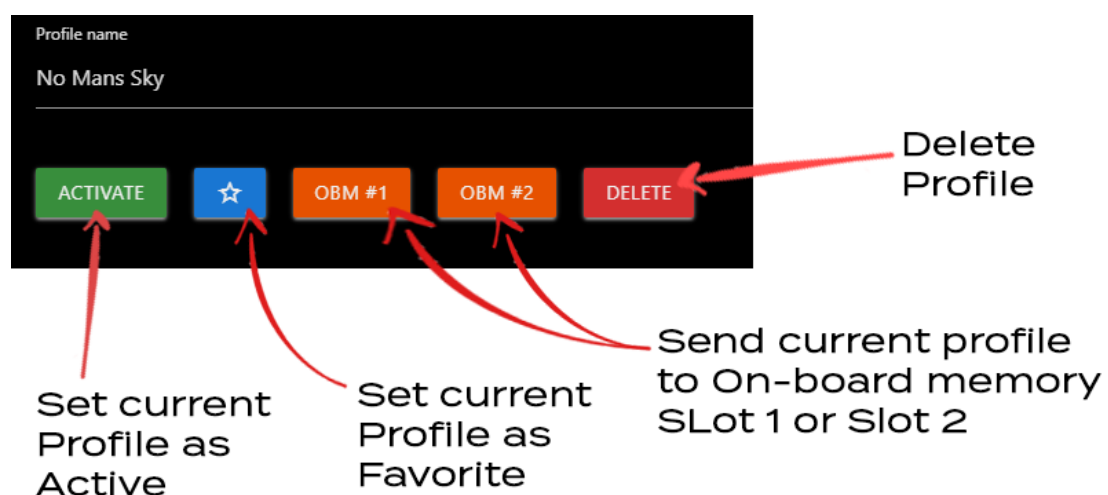 Profile name
No Mans Sky
ACTIVATE
OBM #1
OBM #2
DELETE
Delete
Profile
Send current profile
to On-board memory
SLot 1 or Slot 2
Set current
Profile as
Active
Set current
Profile as
Favorite